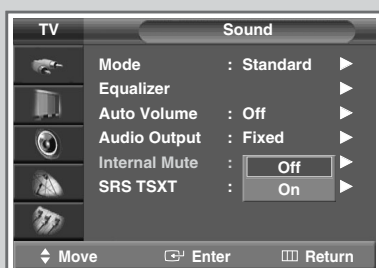 TV Sound
Mode : Standard
Equalizer
Auto Volume : Off
Audio Output : Fixed
Internal Mute : Off
SRS TSXT : On
Move Enter Return